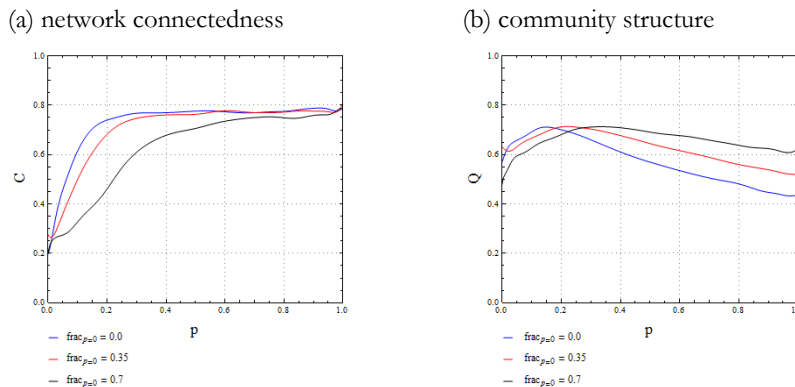 (a) network connectedness
1.0
0.8
0.6
0.4
0.2
0.0
C
0.0 0.2 0.4 0.6 0.8 1.0
p
frac_{p=0} = 0.0
frac_{p=0} = 0.35
frac_{p=0} = 0.7
(b) community structure
1.0
0.8
0.6
0.4
0.2
0.0
Q
0.0 0.2 0.4 0.6 0.8 1.0
p
frac_{p=0} = 0.0
frac_{p=0} = 0.35
frac_{p=0} = 0.7